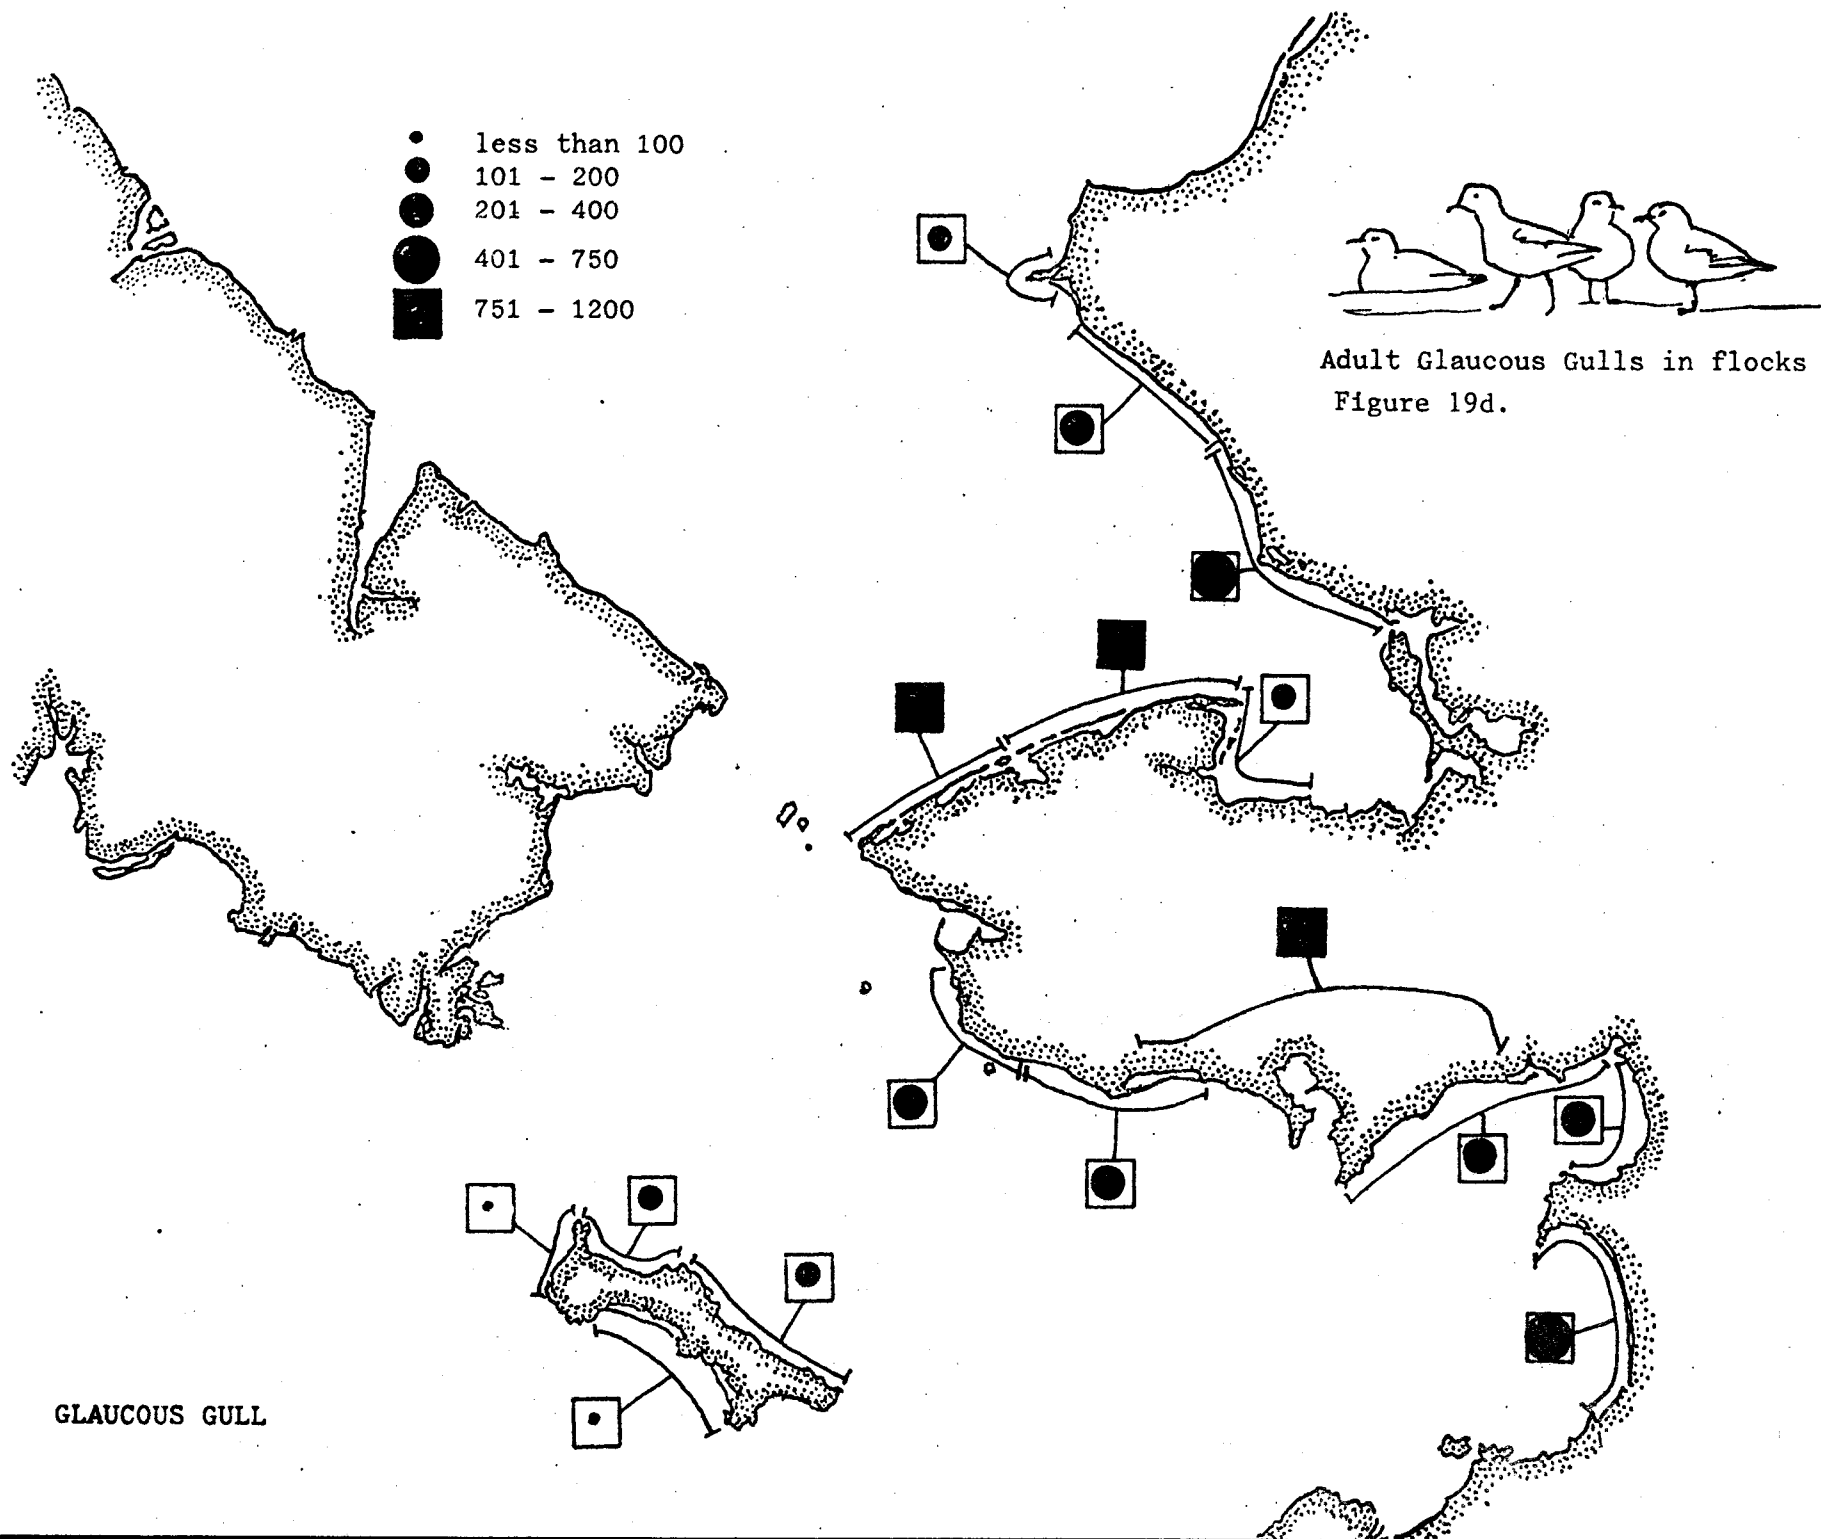 less than 100
101 - 200
201 - 400
401 - 750
751 - 1200
Adult Glaucous Gulls in flocks
Figure 19d.
GLAUCOUS GULL